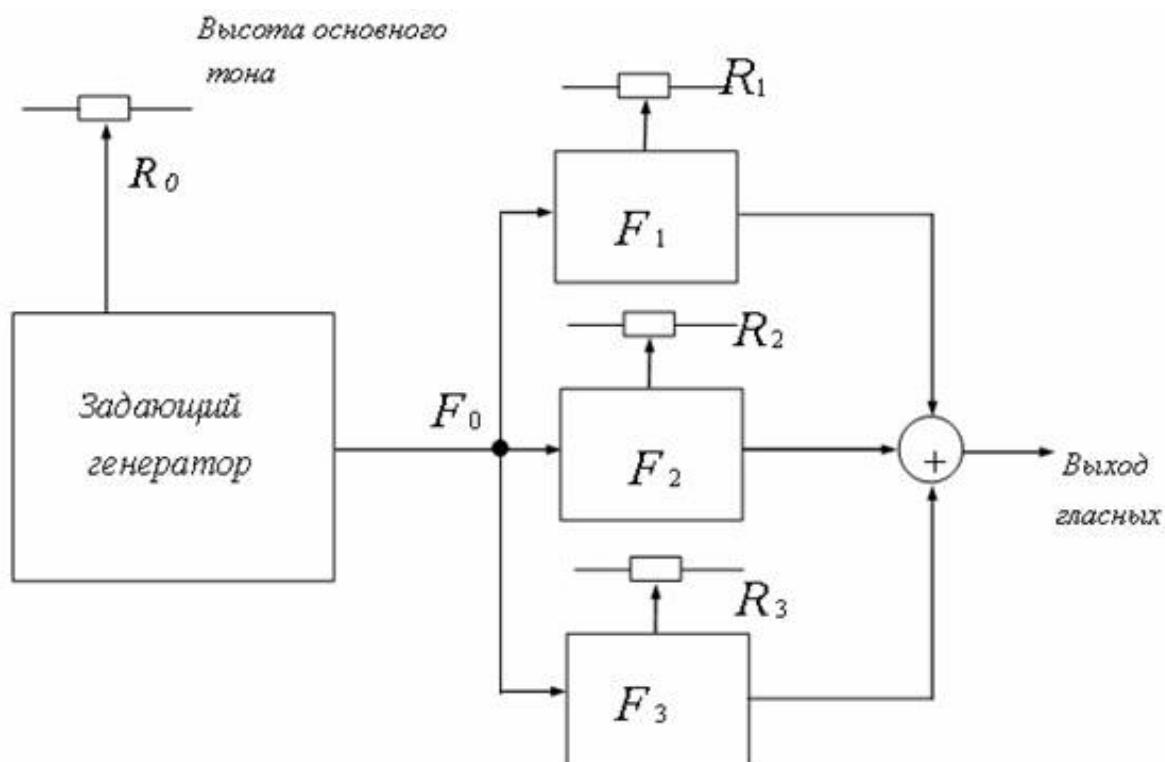 Высота основного
тона
R₁
R₀
F₁
R₂
Задающий
генератор
F₀
F₂
+
Выход
гласных
R₃
F₃